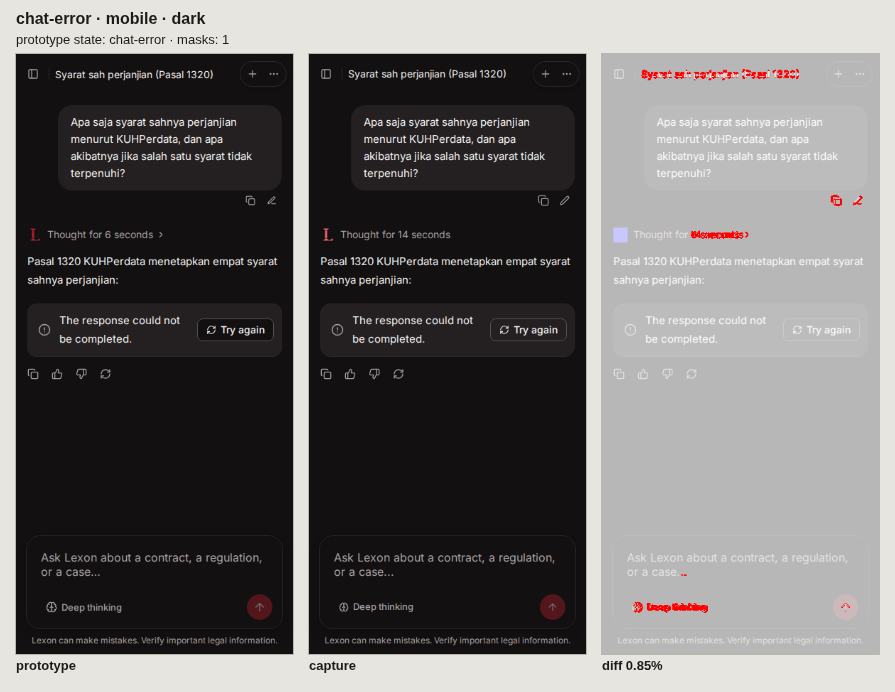 chat-error · mobile · dark
prototype state: chat-error · masks: 1
Syarat sah perjanjian (Pasal 1320)
Apa saja syarat sahnya perjanjian
menurut KUHPerdata, dan apa
akibatnya jika salah satu syarat tidak
terpenuhi?
L Thought for 6 seconds >
Pasal 1320 KUHPerdata menetapkan empat syarat
sahnya perjanjian:
The response could not
be completed.
Try again
Ask Lexon about a contract, a regulation,
or a case...
Deep thinking
Lexon can make mistakes. Verify important legal information.
prototype
Syarat sah perjanjian (Pasal 1320)
Apa saja syarat sahnya perjanjian
menurut KUHPerdata, dan apa
akibatnya jika salah satu syarat tidak
terpenuhi?
L Thought for 14 seconds
Pasal 1320 KUHPerdata menetapkan empat syarat
sahnya perjanjian:
The response could not
be completed.
Try again
Ask Lexon about a contract, a regulation,
or a case...
Deep thinking
Lexon can make mistakes. Verify important legal information.
capture
Syarat sah perjanjian (Pasal 1320)
Apa saja syarat sahnya perjanjian
menurut KUHPerdata, dan apa
akibatnya jika salah satu syarat tidak
terpenuhi?
Thought for
Pasal 1320 KUHPerdata menetapkan empat syarat
sahnya perjanjian:
The response could not
be completed.
Try again
Ask Lexon about a contract, a regulation,
or a case...
Lexon can make mistakes. Verify important legal information.
diff 0.85%